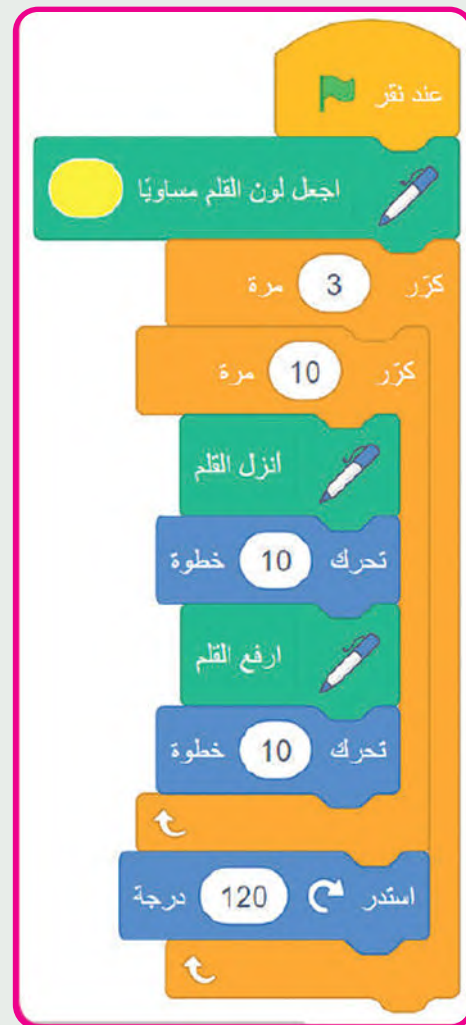 عند نقر
اجعل لون القلم مساويًا
كرّر 3 مرة
كرّر 10 مرة
انزل القلم
تحرك 10 خطوة
ارفع القلم
تحرك 10 خطوة
استدر 120 درجة